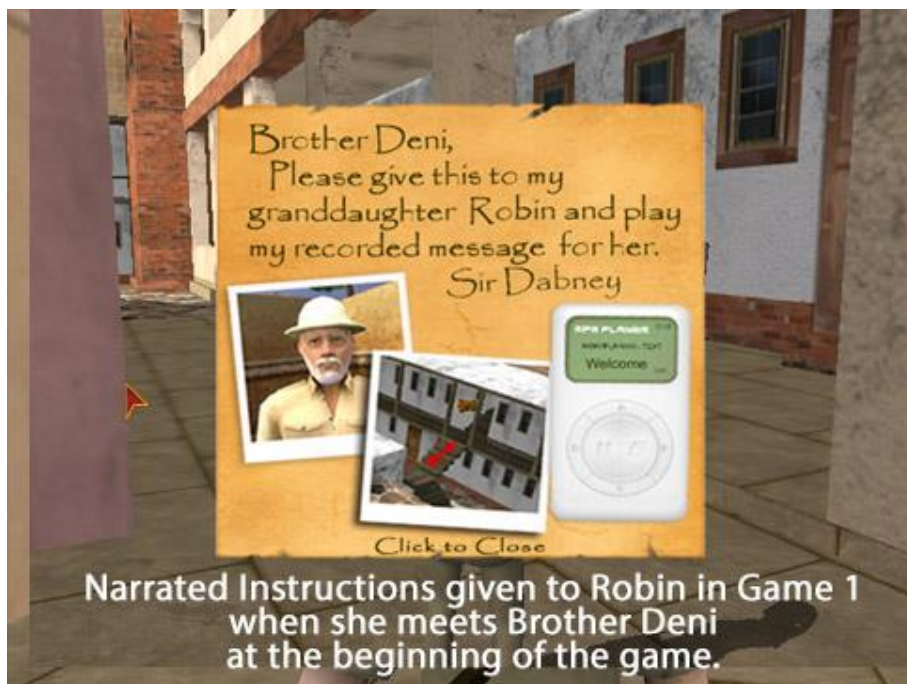 Brother Deni,
Please give this to my
granddaughter Robin and play
my recorded message for her.
Sir Dabney
Welcome
Click to Close
Narrated Instructions given to Robin in Game 1
when she meets Brother Deni
at the beginning of the game.